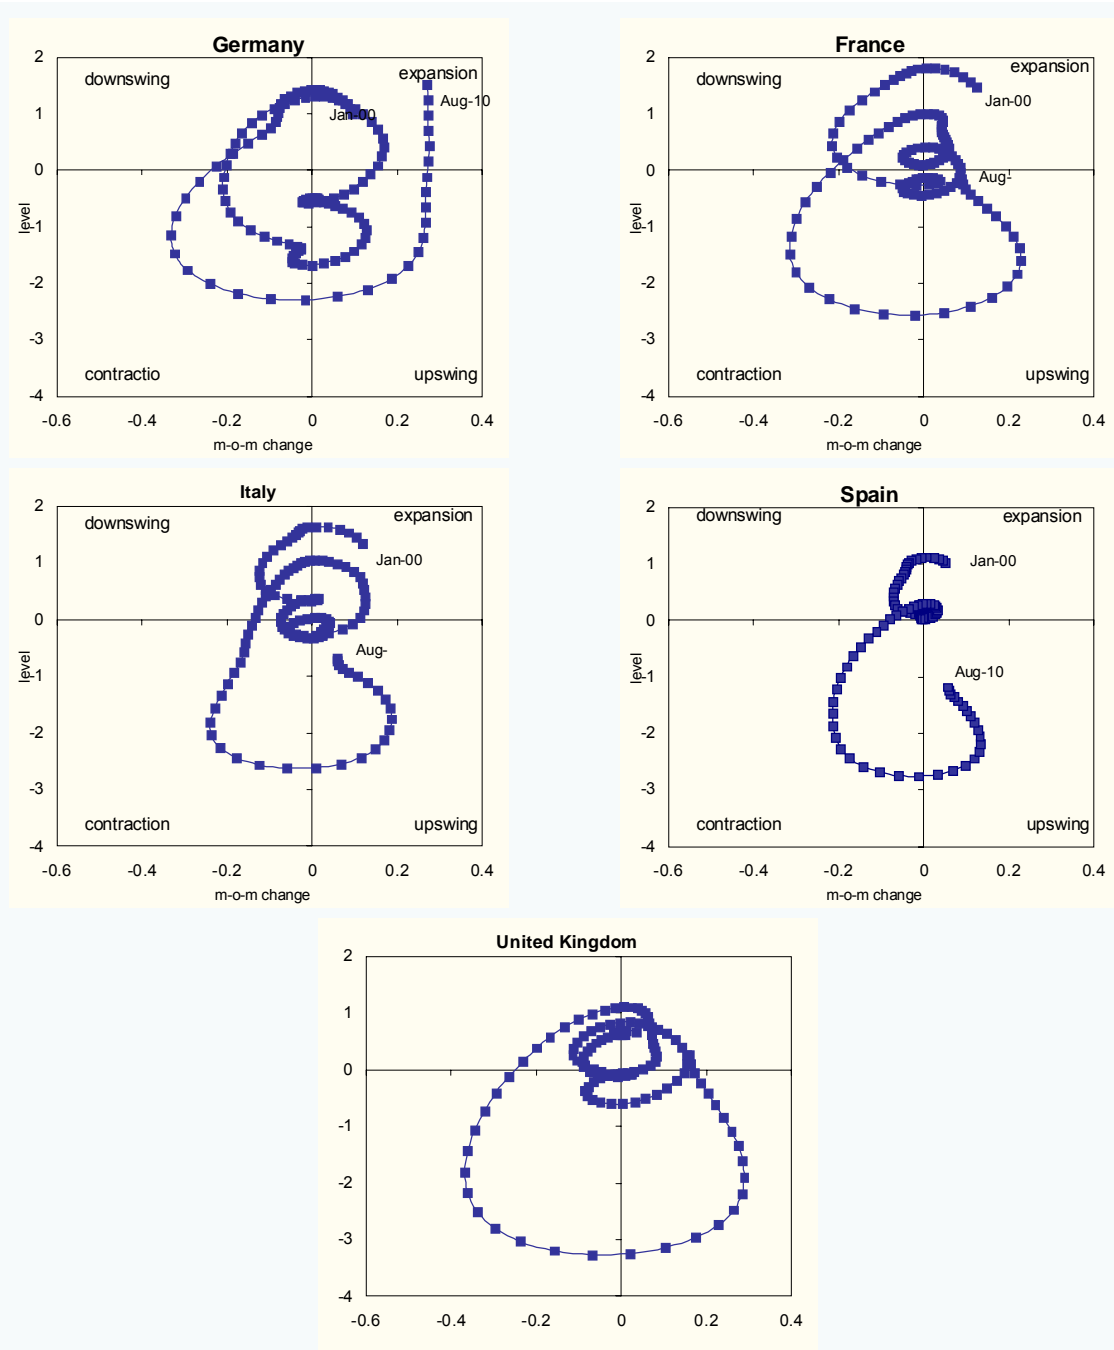 Germany
2
downswing
expansion
Aug-10
Jan-00
1
0
-1
-2
-3
-4
level
contractio
upswing
-0.6
-0.4
-0.2
0
0.2
0.4
m-o-m change
France
2
downswing
expansion
Jan-00
1
0
Aug-
-1
-2
-3
-4
level
contraction
upswing
-0.6
-0.4
-0.2
0
0.2
0.4
m-o-m change
Italy
2
downswing
expansion
Jan-00
1
0
Aug-
-1
-2
-3
-4
level
contraction
upswing
-0.6
-0.4
-0.2
0
0.2
0.4
m-o-m change
Spain
2
downswing
expansion
Jan-00
1
0
Aug-10
-1
-2
-3
-4
level
contraction
upswing
-0.6
-0.4
-0.2
0
0.2
0.4
m-o-m change
United Kingdom
2
1
0
-1
-2
-3
-4
-0.6
-0.4
-0.2
0
0.2
0.4